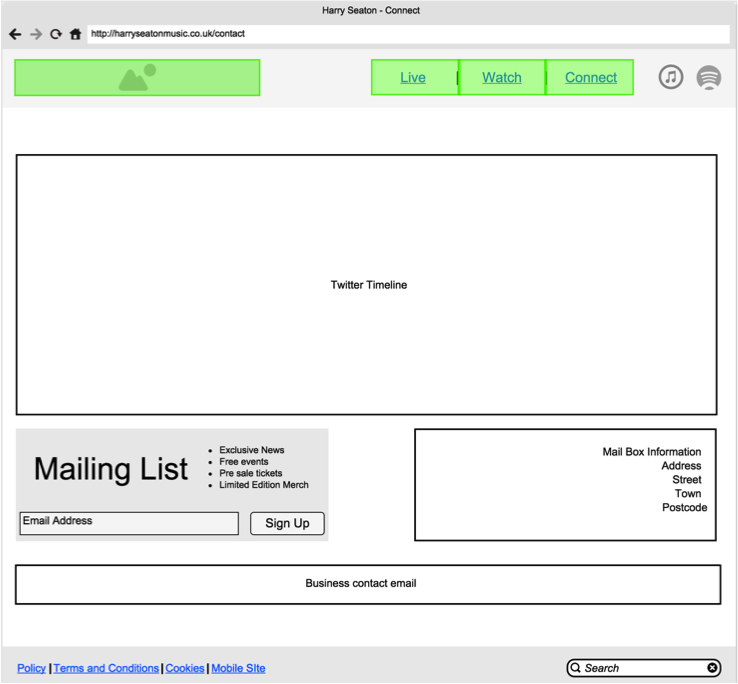 Harry Seaton - Connect
http://harryseatonmusic.co.uk/contact
Live | Watch | Connect
Twitter Timeline
Mailing List
Exclusive News
Free events
Pre sale tickets
Limited Edition Merch
Email Address
Sign Up
Mail Box Information
Address
Street
Town
Postcode
Business contact email
Policy | Terms and Conditions | Cookies | Mobile SIte
Search